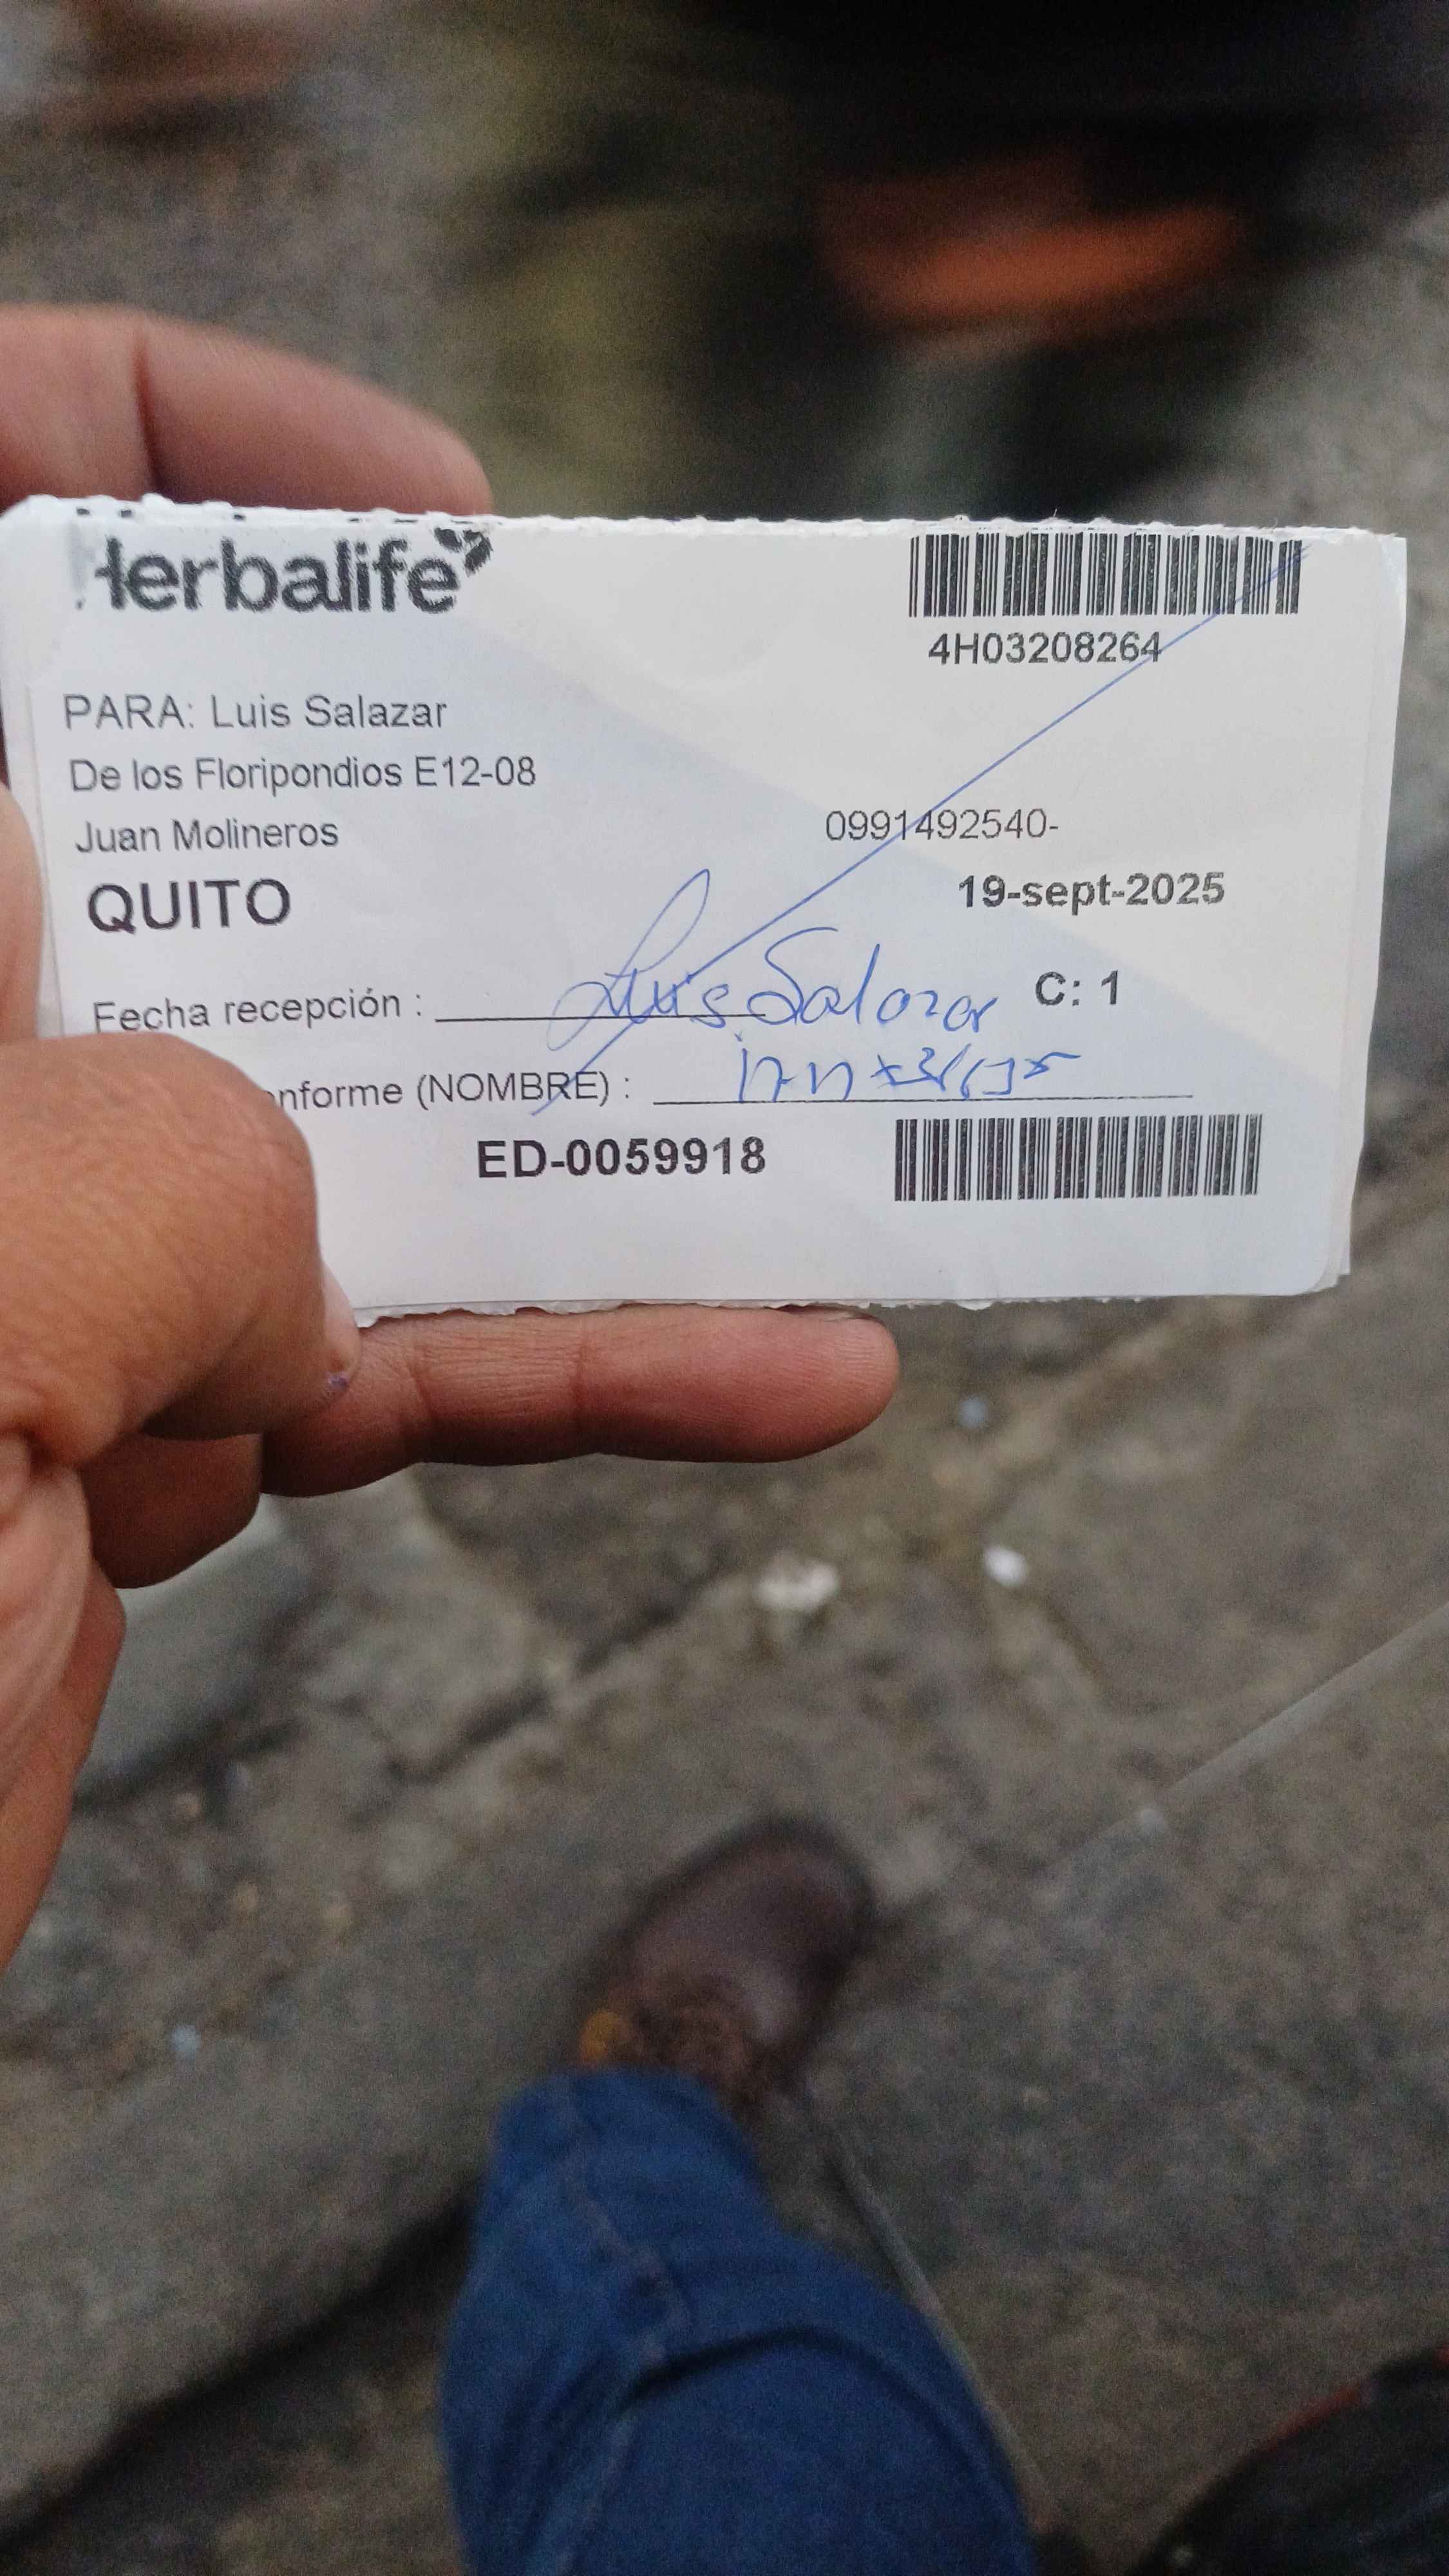 Herbalife
4H03208264
PARA: Luis Salazar
De los Floripondios E12-08
Juan Molineros
0991492540-
QUITO
19-sept-2025
Fecha recepción : Luis Salazar
C: 1
onforme (NOMBRE) :
ED-0059918